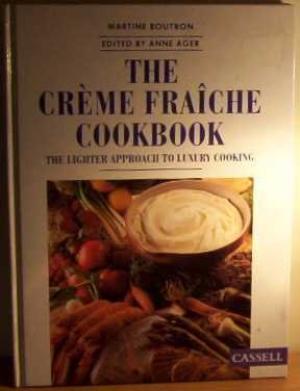 MARTINE BOUTRON
EDITED BY ANNE AGER
THE
CRÈME FRAÎCHE
COOKBOOK
THE LIGHTER APPROACH TO LUXURY COOKING
CASSELL